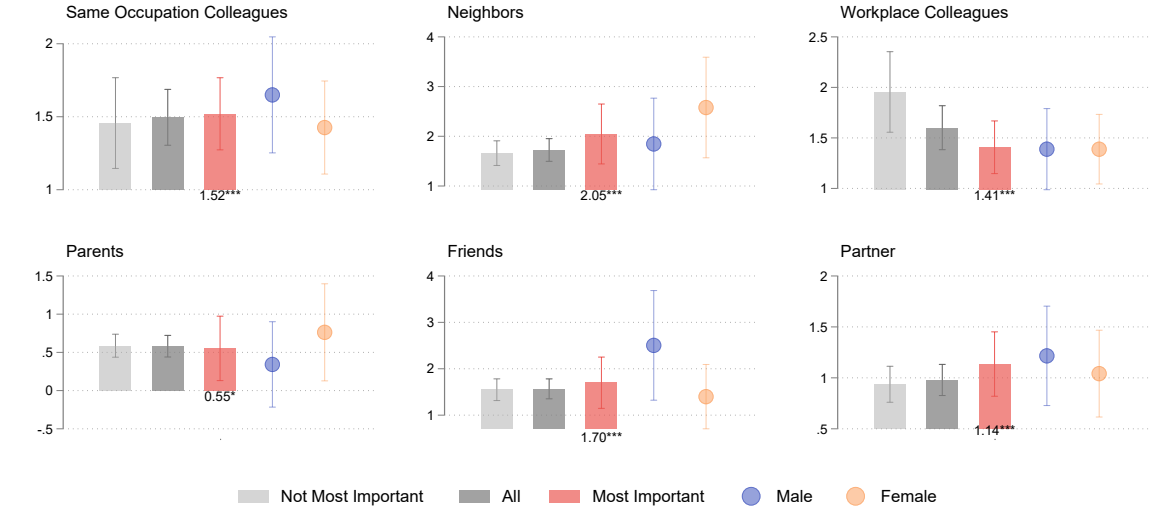 Same Occupation Colleagues
2
1.5
1
1.52***
Neighbors
4
3
2
1
2.05***
Workplace Colleagues
2.5
2
1.5
1
1.41***
Parents
1.5
1
.5
0
-.5
0.55*
Friends
4
3
2
1
1.70***
Partner
2
1.5
1
.5
1.14***
Not Most Important
All
Most Important
Male
Female